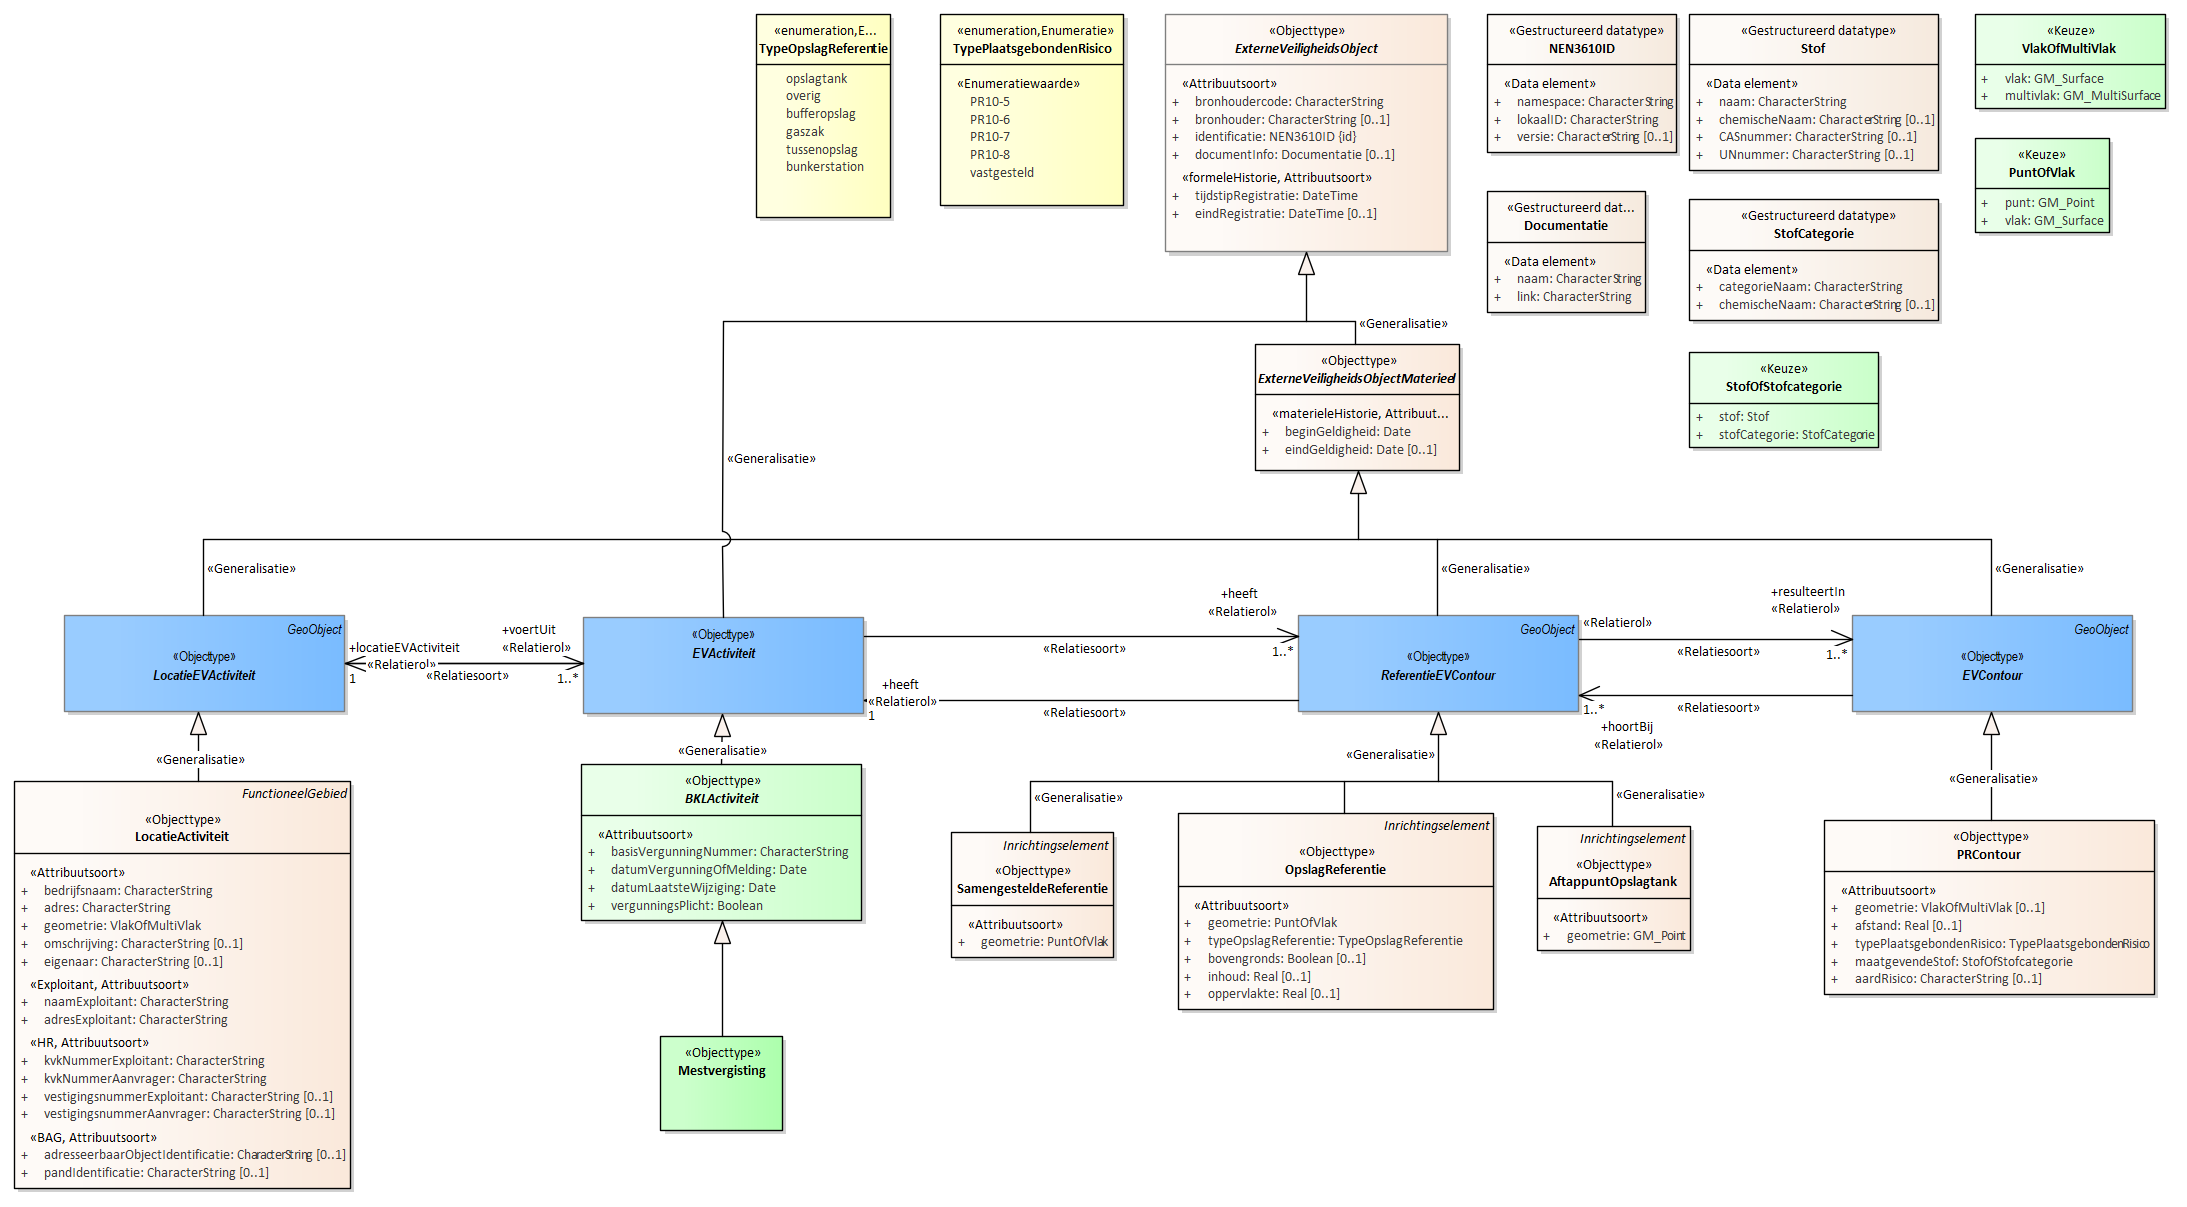 «enumeration,E...
TypeOpslagReferentie
opslagtank
overig
bufferopslag
gaszak
tussenopslag
bunkerstation
«enumeration,Enumeratie»
TypePlaatsgebondenRisico
«Enumeratiewaarde»
PR10-5
PR10-6
PR10-7
PR10-8
vastgesteld
«Objecttype»
ExterneVeiligheidsObject
«Attribuutsoort»
+ bronhoudercode: CharacterString
+ bronhouder: CharacterString [0..1]
+ identificatie: NEN3610ID {id}
+ documentInfo: Documentatie [0..1]
«formeleHistorie, Attribuutsoort»
+ tijdstipRegistratie: DateTime
+ eindRegistratie: DateTime [0..1]
«Gestructureerd datatype»
NEN3610ID
«Data element»
+ namespace: CharacterString
+ lokaalID: CharacterString
+ versie: CharacterString [0..1]
«Gestructureerd datatype»
Stof
«Data element»
+ naam: CharacterString
+ chemischeNaam: CharacterString [0..1]
+ CASnummer: CharacterString [0..1]
+ UNnummer: CharacterString [0..1]
«Keuze»
VlakOfMultiVlak
+ vlak: GM_Surface
+ multivlak: GM_MultiSurface
«Keuze»
PuntOfVlak
+ punt: GM_Point
+ vlak: GM_Surface
«Gestructureerd dat...
Documentatie
«Data element»
+ naam: CharacterString
+ link: CharacterString
«Gestructureerd datatype»
StofCategorie
«Data element»
+ categorieNaam: CharacterString
+ chemischeNaam: CharacterString [0..1]
«Keuze»
StofOfStofcategorie
+ stof: Stof
+ stofCategorie: StofCategorie
«Generalisatie»
«Objecttype»
ExterneVeiligheidsObjectMaterieel
«materieleHistorie, Attribuut...
+ beginGeldigheid: Date
+ eindGeldigheid: Date [0..1]
«Generalisatie»
«Generalisatie»
«Generalisatie»
«Generalisatie»
GeoObject
«Objecttype»
LocatieEVActiviteit
+locatieEVActiviteit
«Relatierol»
1
«Relatiesoort»
+voertUit
«Relatierol»
1..*
«Objecttype»
EVActiviteit
+heeft
«Relatierol»
1..*
«Relatiesoort»
+heeft
«Relatierol»
1
«Relatiesoort»
GeoObject
«Objecttype»
ReferentieEVContour
«Relatierol»
«Relatiesoort»
+resulteertIn
«Relatierol»
1..*
1..*
+hoortBij
«Relatierol»
«Relatiesoort»
GeoObject
«Objecttype»
EVContour
«Generalisatie»
«Generalisatie»
«Generalisatie»
«Generalisatie»
«Generalisatie»
«Generalisatie»
FunctioneelGebied
«Objecttype»
LocatieActiviteit
«Attribuutsoort»
+ bedrijfsnaam: CharacterString
+ adres: CharacterString
+ geometrie: VlakOfMultiVlak
+ omschrijving: CharacterString [0..1]
+ eigenaar: CharacterString [0..1]
«Exploitant, Attribuutsoort»
+ naamExploitant: CharacterString
+ adresExploitant: CharacterString
«HR, Attribuutsoort»
+ kvkNummerExploitant: CharacterString
+ kvkNummerAanvrager: CharacterString
+ vestigingsnummerExploitant: CharacterString [0..1]
+ vestigingsnummerAanvrager: CharacterString [0..1]
«BAG, Attribuutsoort»
+ adresseerbaarObjectIdentificatie: CharacterString [0..1]
+ pandIdentificatie: CharacterString [0..1]
«Objecttype»
BKLActiviteit
«Attribuutsoort»
+ basisVergunningNummer: CharacterString
+ datumVergunningOfMelding: Date
+ datumLaatsteWijziging: Date
+ vergunningsPlicht: Boolean
«Objecttype»
Mestvergisting
Inrichtingselement
«Objecttype»
SamengesteldeReferentie
«Attribuutsoort»
+ geometrie: PuntOfVlak
Inrichtingselement
«Objecttype»
OpslagReferentie
«Attribuutsoort»
+ geometrie: PuntOfVlak
+ typeOpslagReferentie: TypeOpslagReferentie
+ bovengronds: Boolean [0..1]
+ inhoud: Real [0..1]
+ oppervlakte: Real [0..1]
Inrichtingselement
«Objecttype»
AftappuntOpslagtank
«Attribuutsoort»
+ geometrie: GM_Point
«Objecttype»
PRContour
«Attribuutsoort»
+ geometrie: VlakOfMultiVlak [0..1]
+ afstand: Real [0..1]
+ typePlaatsgebondenRisico: TypePlaatsgebondenRisico
+ maatgevendeStof: StofOfStofcategorie
+ aardRisico: CharacterString [0..1]